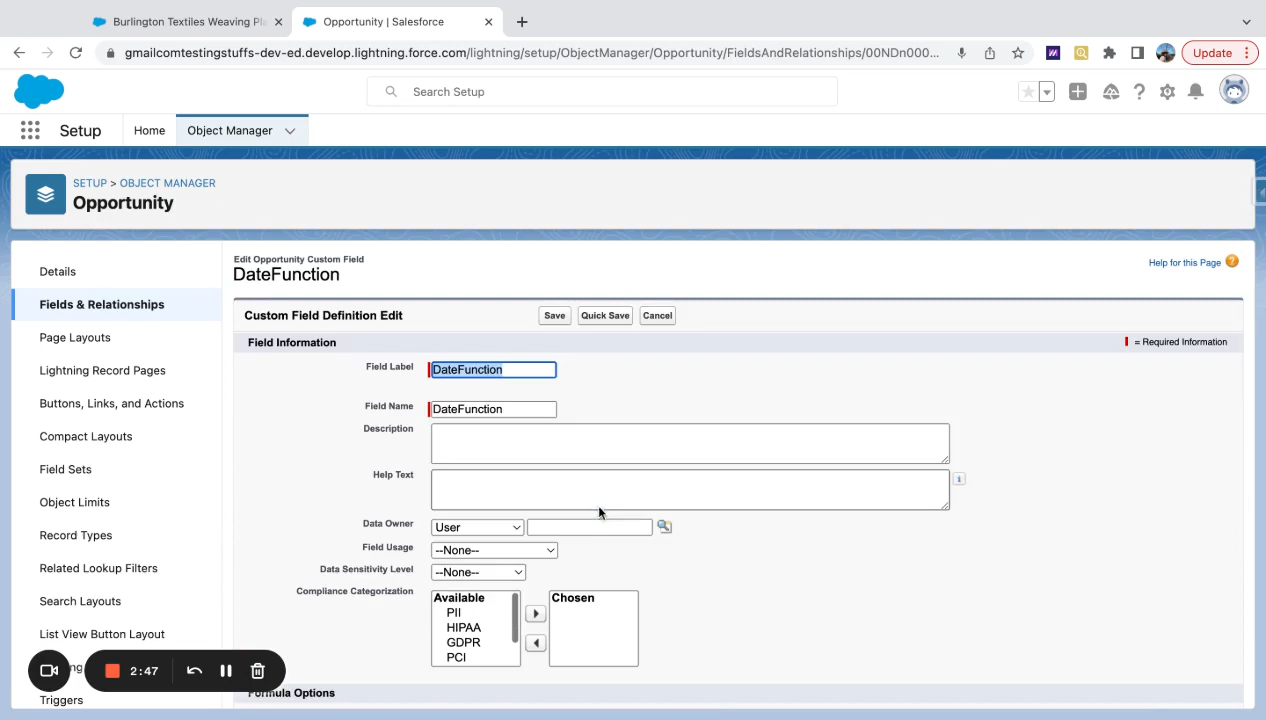 Burlington Textiles Weaving Pla
Opportunity | Salesforce
gmailcomtestingstuffs-dev-ed.develop.lightning.force.com/lightning/setup/ObjectManager/Opportunity/FieldsAndRelationships/00NDn000...
Update
Search Setup
Setup
Home
Object Manager
SETUP > OBJECT MANAGER
Opportunity
Details
Fields & Relationships
Page Layouts
Lightning Record Pages
Buttons, Links, and Actions
Compact Layouts
Field Sets
Object Limits
Record Types
Related Lookup Filters
Search Layouts
List View Button Layout
Triggers
Edit Opportunity Custom Field
DateFunction
Help for this Page
Custom Field Definition Edit
Save
Quick Save
Cancel
Field Information
= Required Information
Field Label
DateFunction
Field Name
DateFunction
Description
Help Text
Data Owner
User
Field Usage
--None--
Data Sensitivity Level
--None--
Compliance Categorization
Available
PII
HIPAA
GDPR
PCI
Chosen
Formula Options
2:47